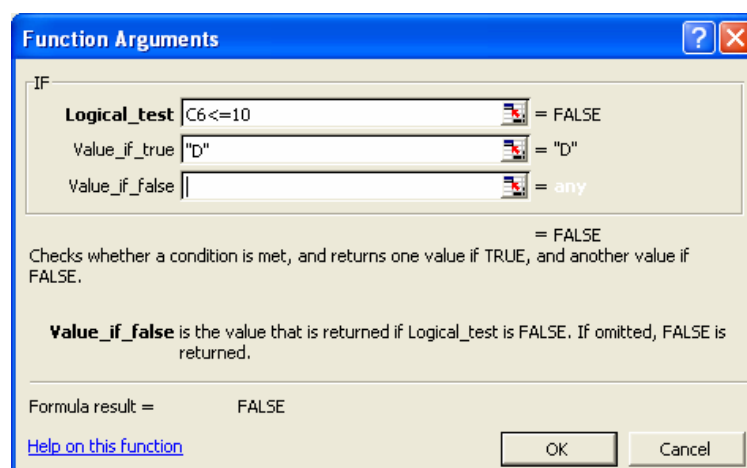 Function Arguments
IF
Logical_test C6<=10 = FALSE
Value_if_true "D" = "D"
Value_if_false = any
= FALSE
Checks whether a condition is met, and returns one value if TRUE, and another value if
FALSE.
Value_if_false is the value that is returned if Logical_test is FALSE. If omitted, FALSE is
returned.
Formula result = FALSE
Help on this function OK Cancel